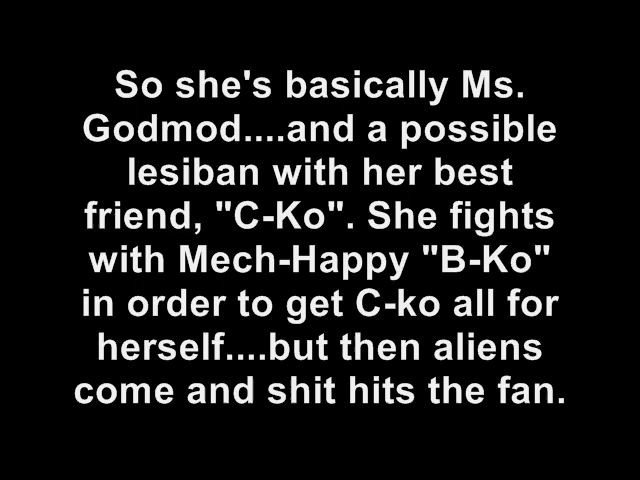 So she's basically Ms.
Godmod....and a possible
lesiban with her best
friend, "C-Ko". She fights
with Mech-Happy "B-Ko"
in order to get C-ko all for
herself....but then aliens
come and shit hits the fan.